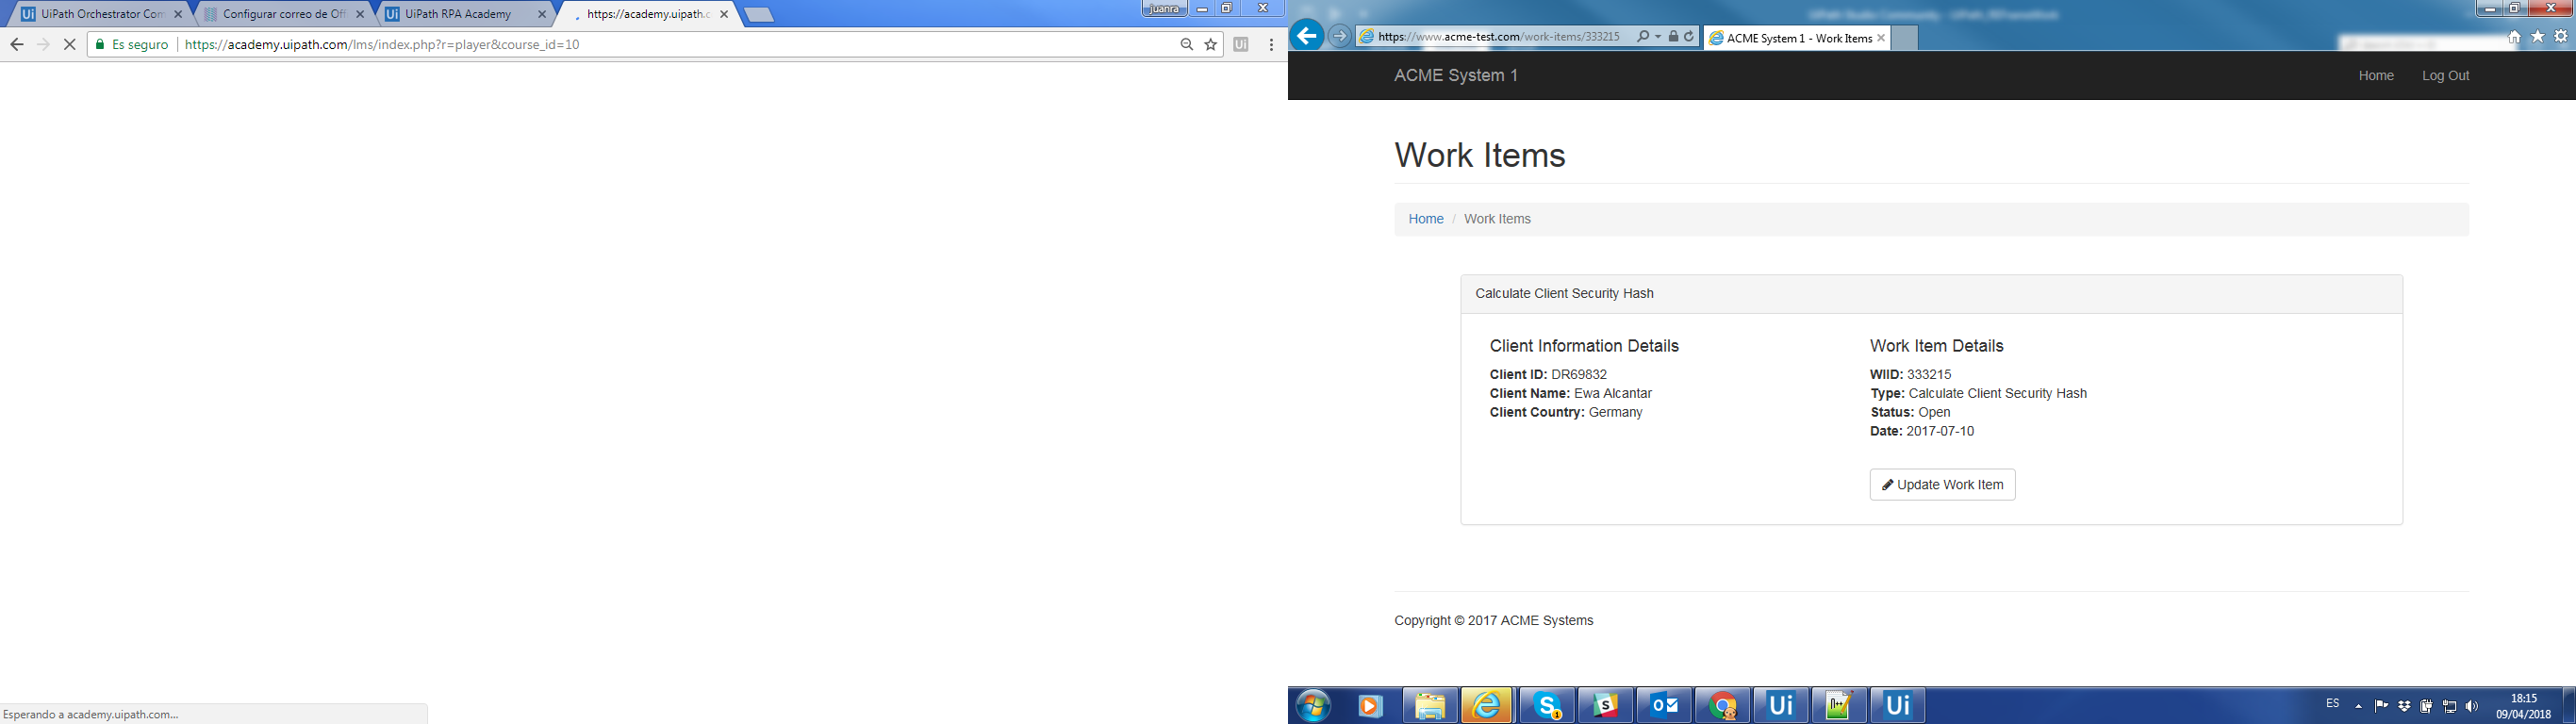 UiPath Orchestrator Com
Configurar correo de Off
UiPath RPA Academy
https://academy.uipath.c
juanra
Es seguro
https://academy.uipath.com/lms/index.php?r=player&course_id=10
Esperando a academy.uipath.com...
https://www.acme-test.com/work-items/333215
ACME System 1 - Work Items
ACME System 1
Home
Log Out
Work Items
Home / Work Items
Calculate Client Security Hash
Client Information Details
Client ID: DR69832
Client Name: Ewa Alcantar
Client Country: Germany
Work Item Details
WIID: 333215
Type: Calculate Client Security Hash
Status: Open
Date: 2017-07-10
Update Work Item
Copyright © 2017 ACME Systems
ES
18:15
09/04/2018